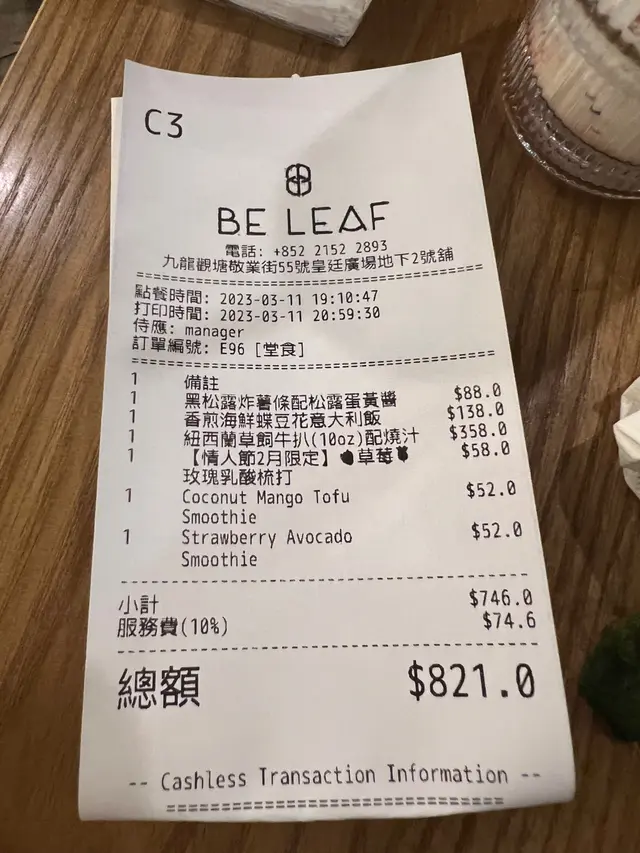 C3
BE LEAF
電話: +852 2152 2893
九龍觀塘敬業街55號皇廷廣場地下2號舖
點餐時間: 2023-03-11 19:10:47
打印時間: 2023-03-11 20:59:30
侍應: manager
訂單編號: E96 [堂食]
1 備註
1 黑松露炸薯條配松露蛋黃醬 $88.0
1 香煎海鮮蝶豆花意大利飯 $138.0
1 紐西蘭草飼牛扒(10oz)配燒汁 $358.0
1 【情人節2月限定】🍓草莓🌹 $58.0
玫瑰乳酸梳打
1 Coconut Mango Tofu $52.0
Smoothie
1 Strawberry Avocado $52.0
Smoothie
小計 $746.0
服務費(10%) $74.6
總額 $821.0
-- Cashless Transaction Information --